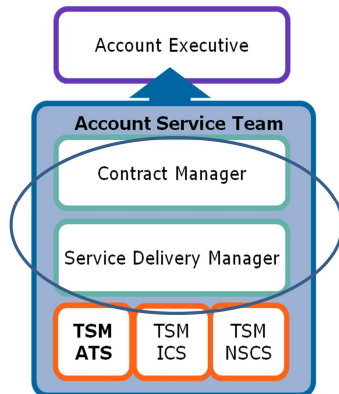 Account Executive
Account Service Team
Contract Manager
Service Delivery Manager
TSM TSM TSM
ATS ICS NSCS